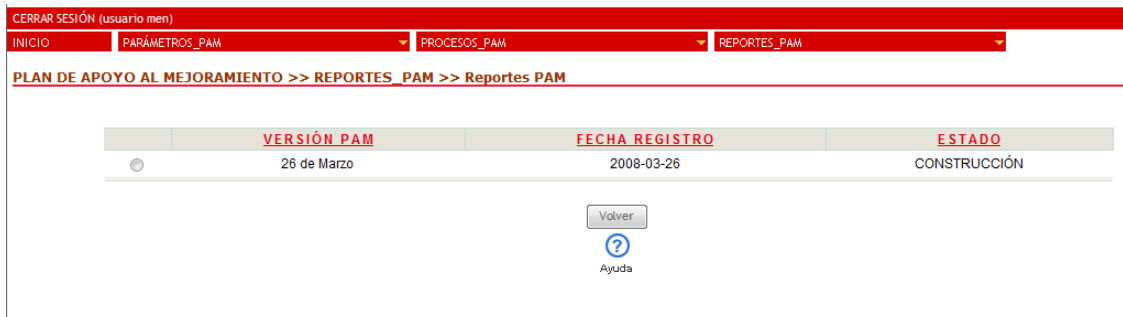 CERRAR SESIÓN (usuario men)
INICIO PARÁMETROS_PAM PROCESOS_PAM REPORTES_PAM
PLAN DE APOYO AL MEJORAMIENTO >> REPORTES_PAM >> Reportes PAM
VERSIÓN PAM FECHA REGISTRO ESTADO
26 de Marzo 2008-03-26 CONSTRUCCIÓN
Volver
?
Ayuda